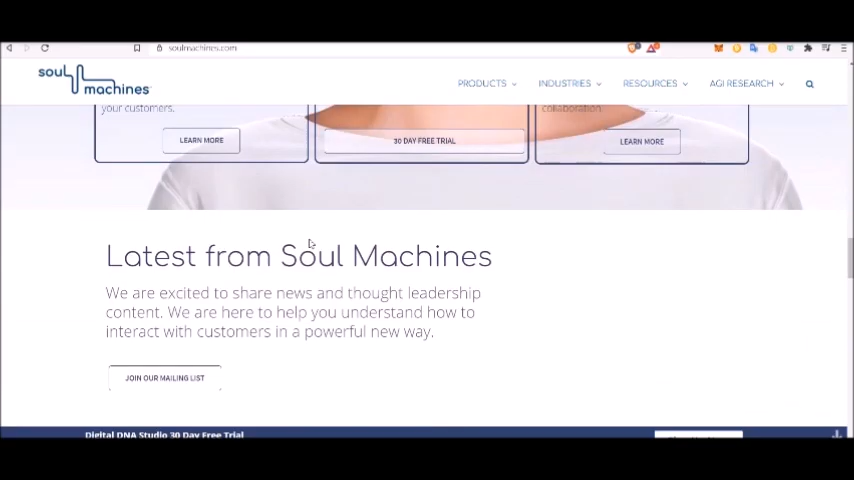 soulmachines.com
soul machines
PRODUCTS
INDUSTRIES
RESOURCES
AGI RESEARCH
your customers.
collaboration.
LEARN MORE
30 DAY FREE TRIAL
LEARN MORE
Latest from Soul Machines
We are excited to share news and thought leadership
content. We are here to help you understand how to
interact with customers in a powerful new way.
JOIN OUR MAILING LIST
Digital DNA Studio 30 Day Free Trial